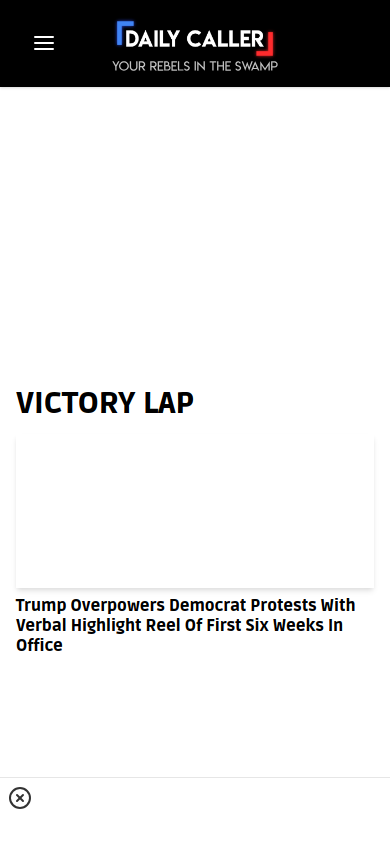 DAILY CALLER
YOUR REBELS IN THE SWAMP
VICTORY LAP
Trump Overpowers Democrat Protests With
Verbal Highlight Reel Of First Six Weeks In
Office